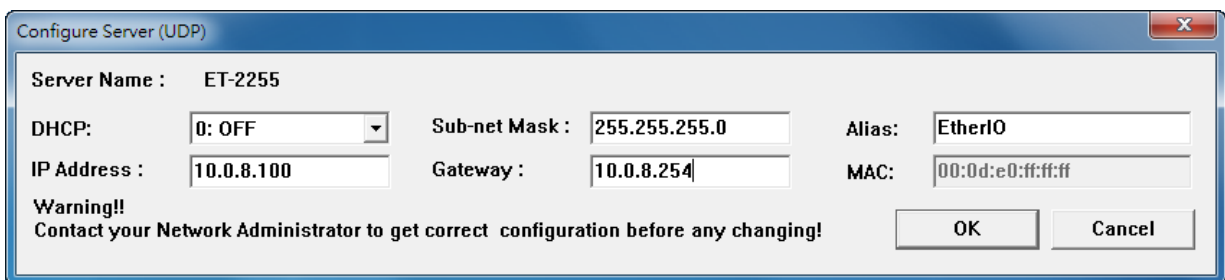 Configure Server (UDP)
x
Server Name : ET-2255
DHCP: 0: OFF Sub-net Mask : 255.255.255.0 Alias: EtherIO
IP Address : 10.0.8.100 Gateway : 10.0.8.254 MAC: 00:0d:e0:ff:ff:ff
Warning!!
Contact your Network Administrator to get correct configuration before any changing!
OK Cancel